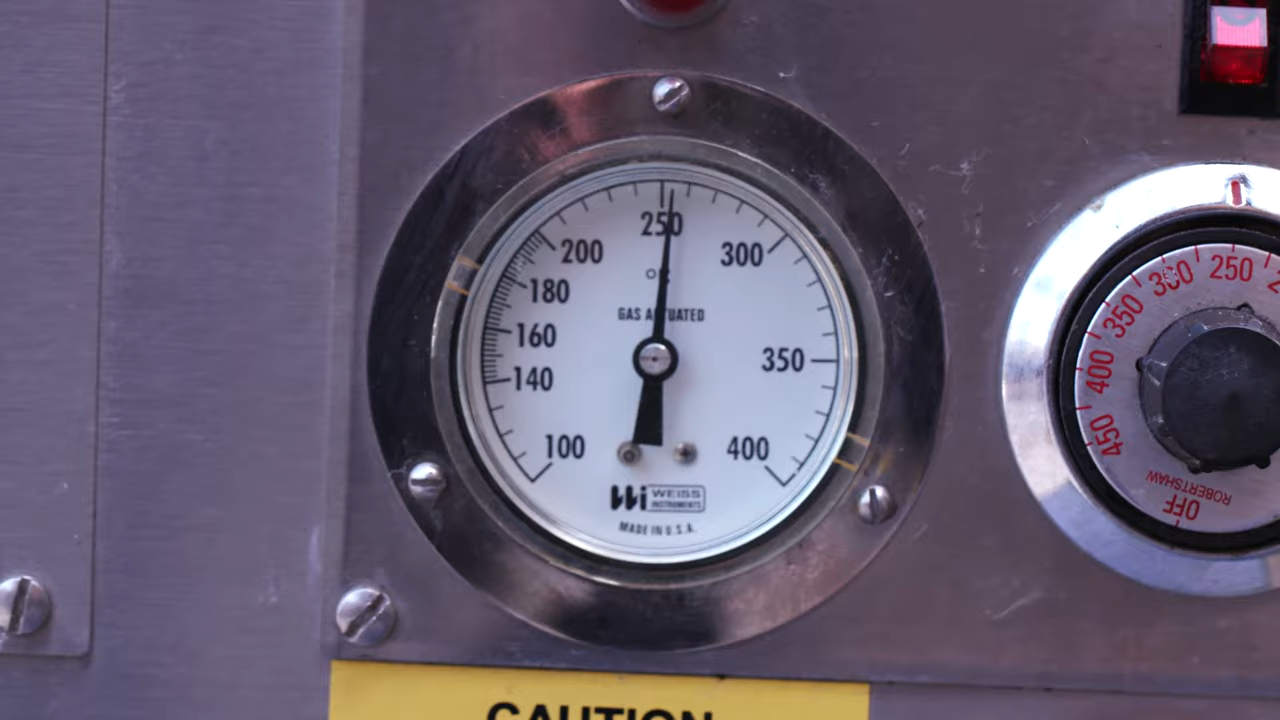 250
200
300
180
°F
GAS ACTUATED
160
350
140
100
400
WEISS
INSTRUMENTS
MADE IN U.S.A.
250
300
350
400
450
ROBERTSHAW
OFF
CAUTION